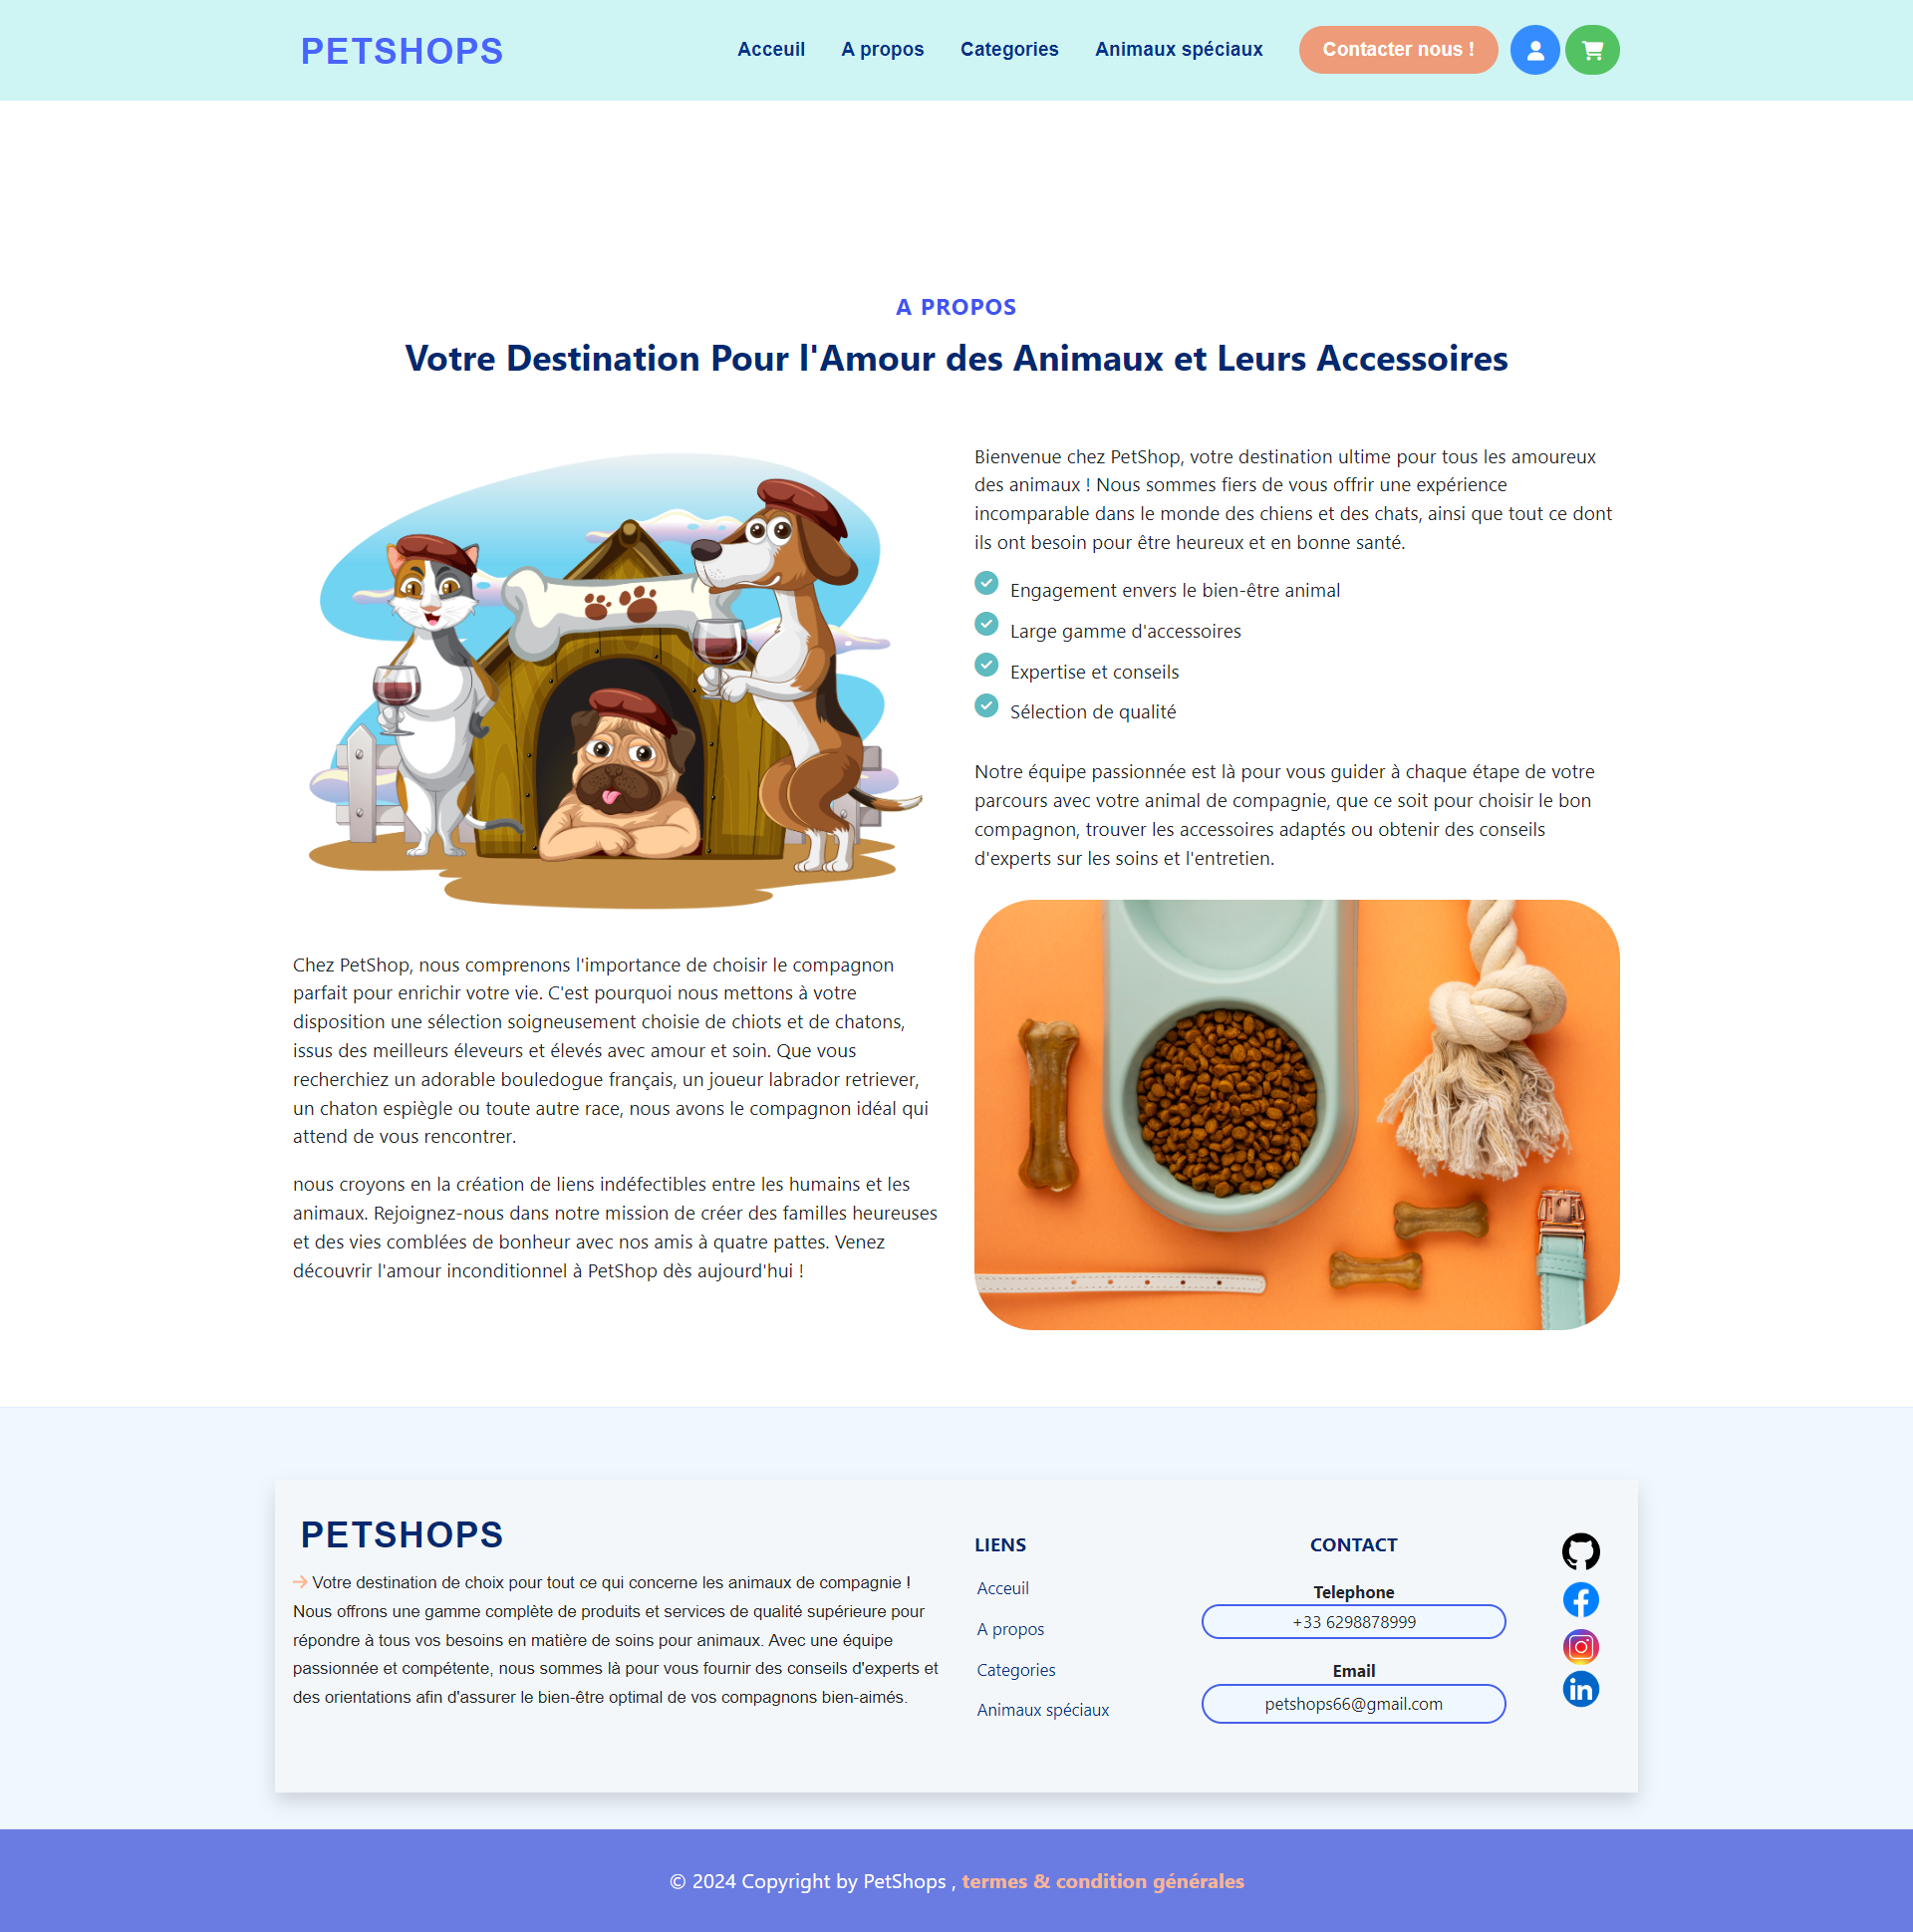 PETSHOPS
Acceuil
A propos
Categories
Animaux spéciaux
Contacter nous !
A PROPOS
Votre Destination Pour l'Amour des Animaux et Leurs Accessoires
Bienvenue chez PetShop, votre destination ultime pour tous les amoureux
des animaux ! Nous sommes fiers de vous offrir une expérience
incomparable dans le monde des chiens et des chats, ainsi que tout ce dont
ils ont besoin pour être heureux et en bonne santé.
Engagement envers le bien-être animal
Large gamme d'accessoires
Expertise et conseils
Sélection de qualité
Notre équipe passionnée est là pour vous guider à chaque étape de votre
parcours avec votre animal de compagnie, que ce soit pour choisir le bon
compagnon, trouver les accessoires adaptés ou obtenir des conseils
d'experts sur les soins et l'entretien.
Chez PetShop, nous comprenons l'importance de choisir le compagnon
parfait pour enrichir votre vie. C'est pourquoi nous mettons à votre
disposition une sélection soigneusement choisie de chiots et de chatons,
issus des meilleurs éleveurs et élevés avec amour et soin. Que vous
recherchiez un adorable bouledogue français, un joueur labrador retriever,
un chaton espiègle ou toute autre race, nous avons le compagnon idéal qui
attend de vous rencontrer.
nous croyons en la création de liens indéfectibles entre les humains et les
animaux. Rejoignez-nous dans notre mission de créer des familles heureuses
et des vies comblées de bonheur avec nos amis à quatre pattes. Venez
découvrir l'amour inconditionnel à PetShop dès aujourd'hui !
PETSHOPS
Votre destination de choix pour tout ce qui concerne les animaux de compagnie !
Nous offrons une gamme complète de produits et services de qualité supérieure pour
répondre à tous vos besoins en matière de soins pour animaux. Avec une équipe
passionnée et compétente, nous sommes là pour vous fournir des conseils d'experts et
des orientations afin d'assurer le bien-être optimal de vos compagnons bien-aimés.
LIENS
Acceuil
A propos
Categories
Animaux spéciaux
CONTACT
Telephone
+33 6298878999
Email
petshops66@gmail.com
© 2024 Copyright by PetShops , termes & condition générales